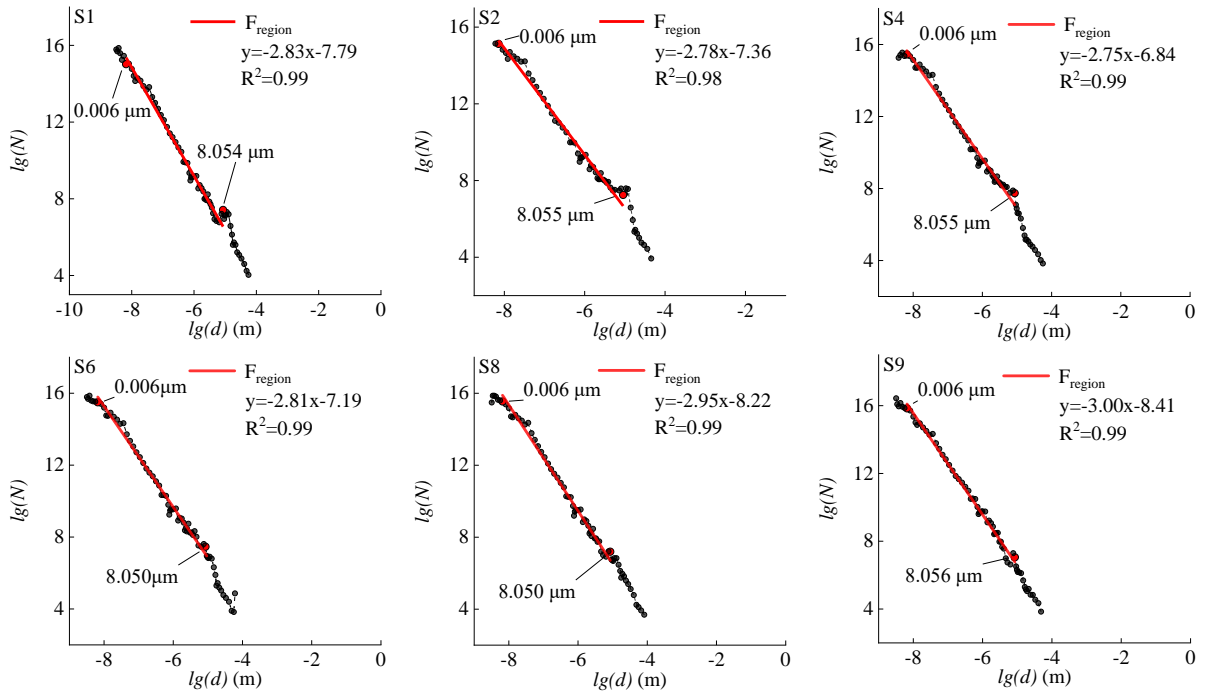 S1
F_region
y=-2.83x-7.79
R²=0.99
0.006 μm
8.054 μm
16
12
8
4
lg(N)
-10
-8
-6
-4
-2
0
lg(d) (m)
S2
F_region
y=-2.78x-7.36
R²=0.98
0.006 μm
8.055 μm
16
12
8
4
lg(N)
-8
-6
-4
-2
lg(d) (m)
S4
F_region
y=-2.75x-6.84
R²=0.99
0.006 μm
8.055 μm
16
12
8
4
lg(N)
-8
-6
-4
-2
0
lg(d) (m)
S6
F_region
y=-2.81x-7.19
R²=0.99
0.006μm
8.050μm
16
12
8
4
lg(N)
-8
-6
-4
-2
0
lg(d) (m)
S8
F_region
y=-2.95x-8.22
R²=0.99
0.006 μm
8.050 μm
16
12
8
4
lg(N)
-8
-6
-4
-2
0
lg(d) (m)
S9
F_region
y=-3.00x-8.41
R²=0.99
0.006 μm
8.056 μm
16
12
8
4
lg(N)
-8
-6
-4
-2
0
lg(d) (m)